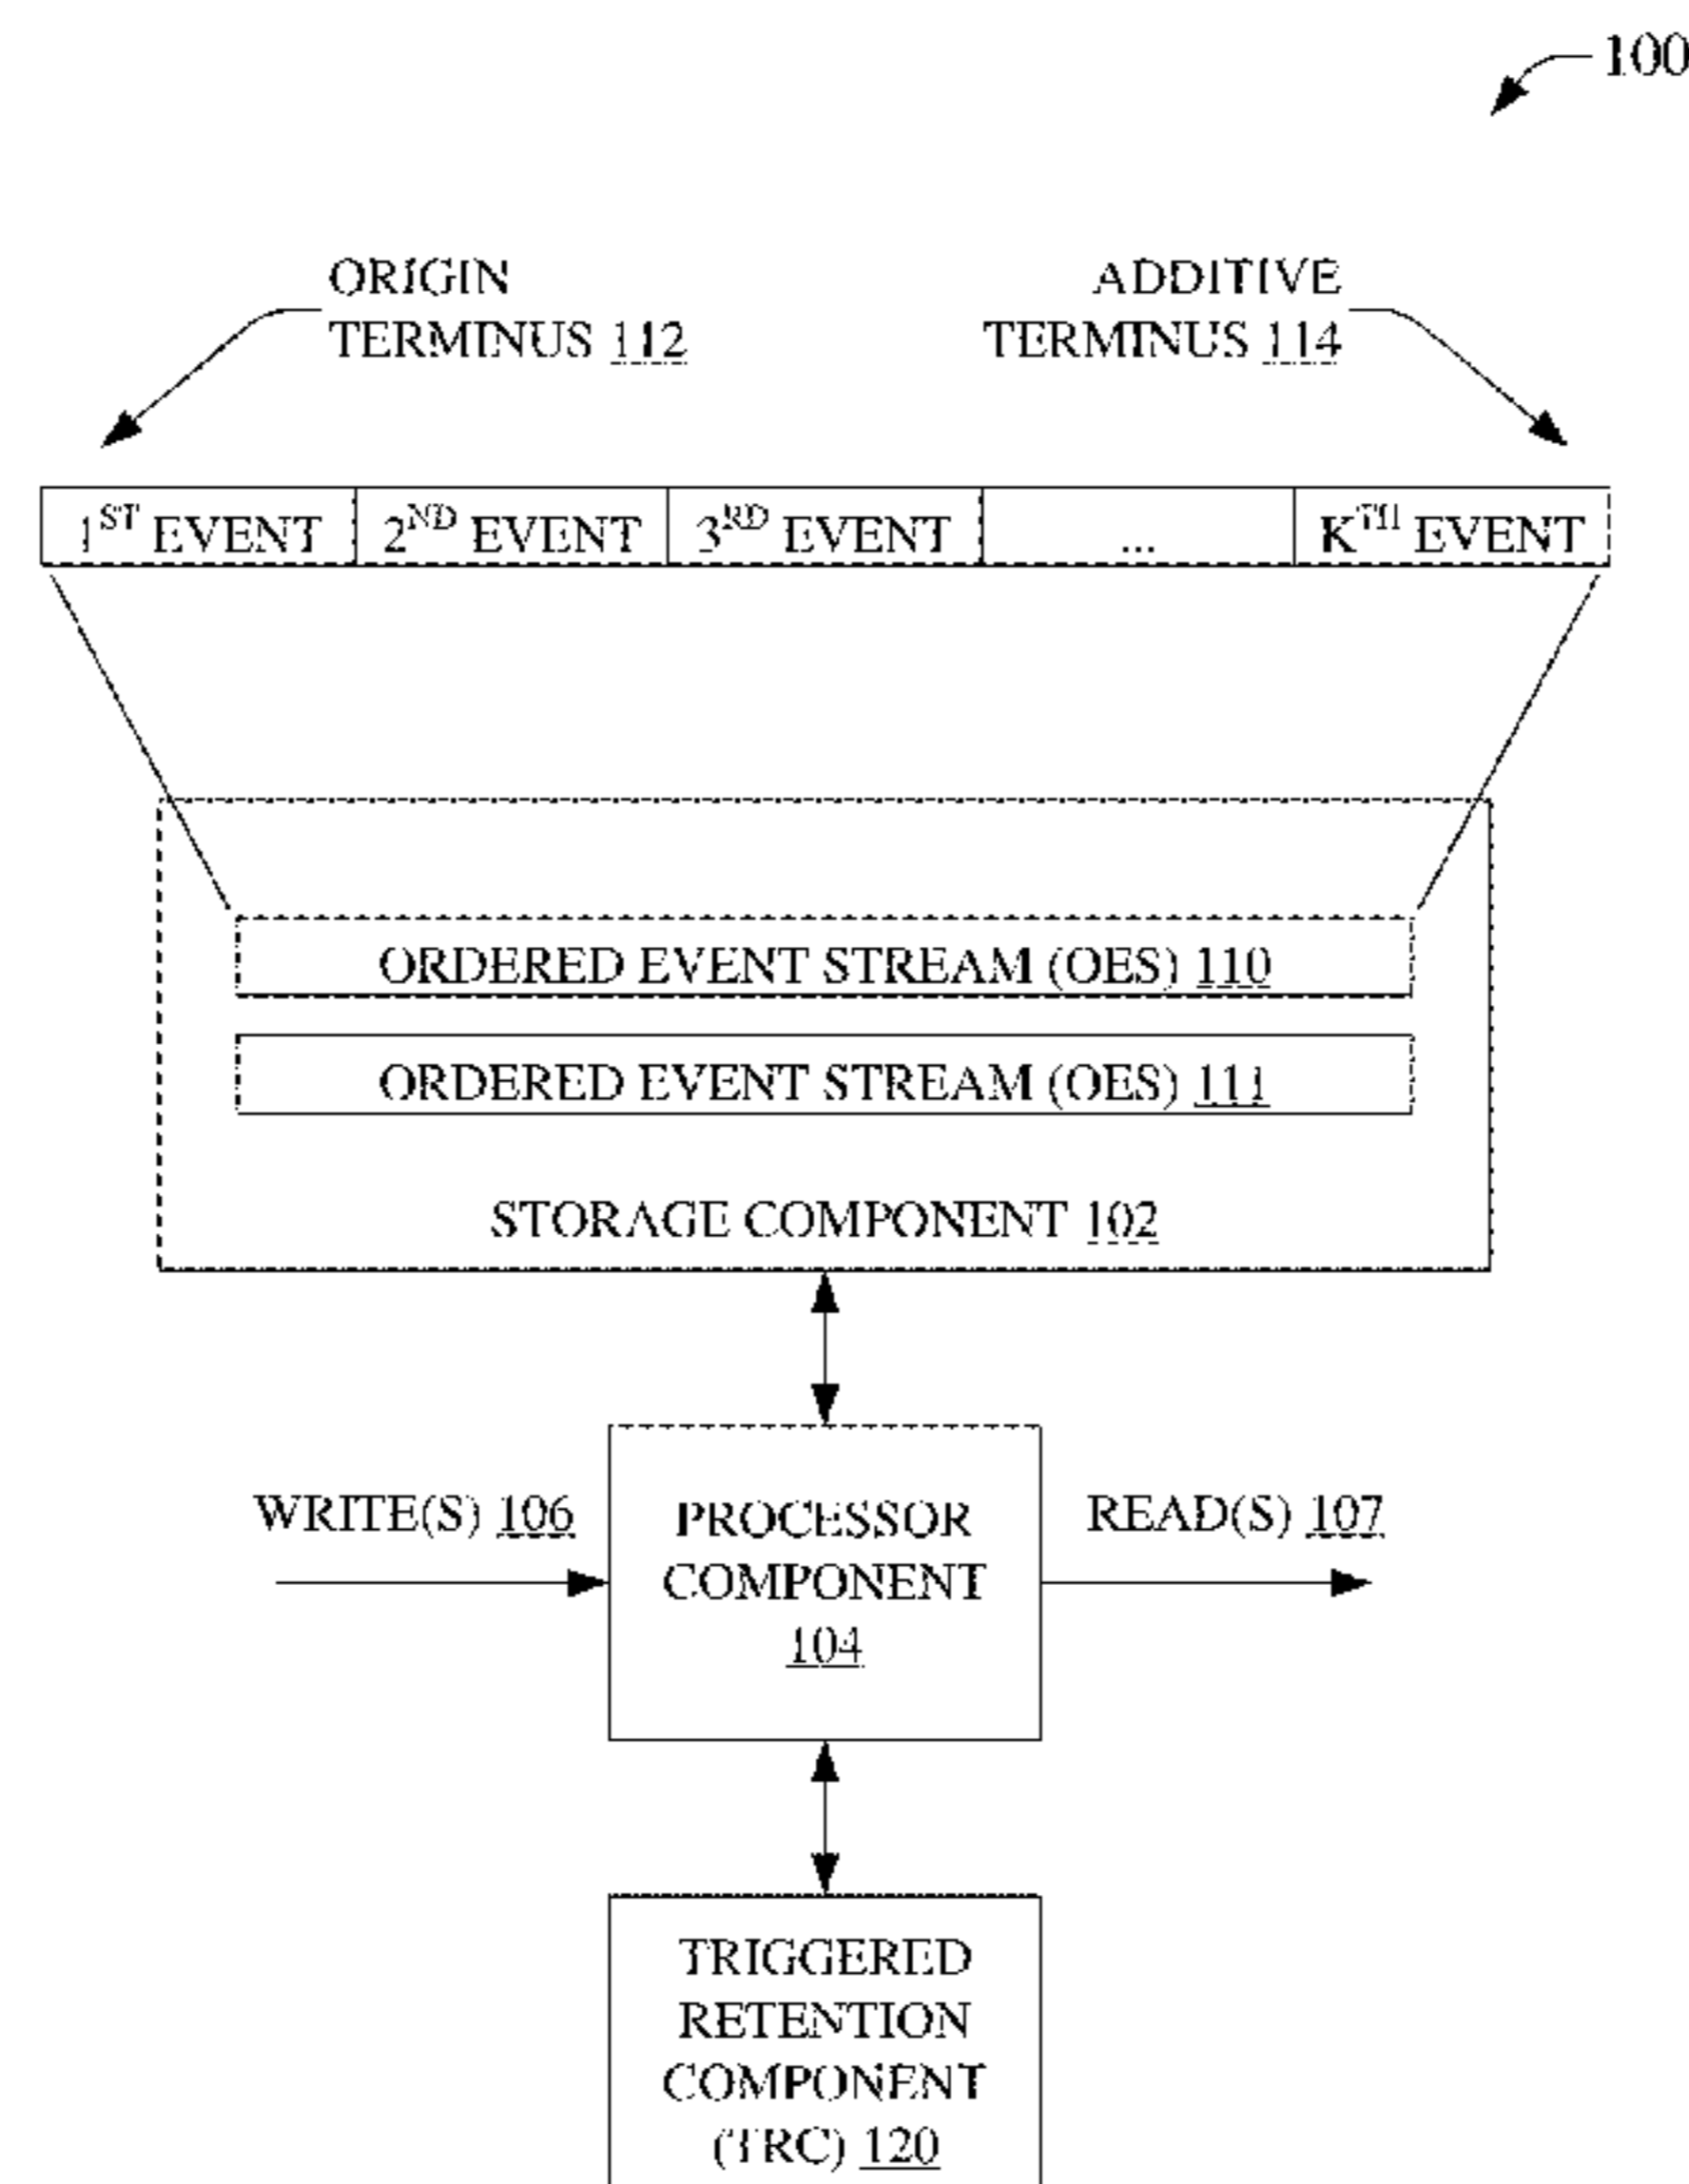 100
ORIGIN
TERMINUS 112
ADDITIVE
TERMINUS 114
1ST EVENT
2ND EVENT
3RD EVENT
...
KTH EVENT
ORDERED EVENT STREAM (OES) 110
ORDERED EVENT STREAM (OES) 111
STORAGE COMPONENT 102
WRITE(S) 106
PROCESSOR
COMPONENT
104
READ(S) 107
TRIGGERED
RETENTION
COMPONENT
(TRC) 120